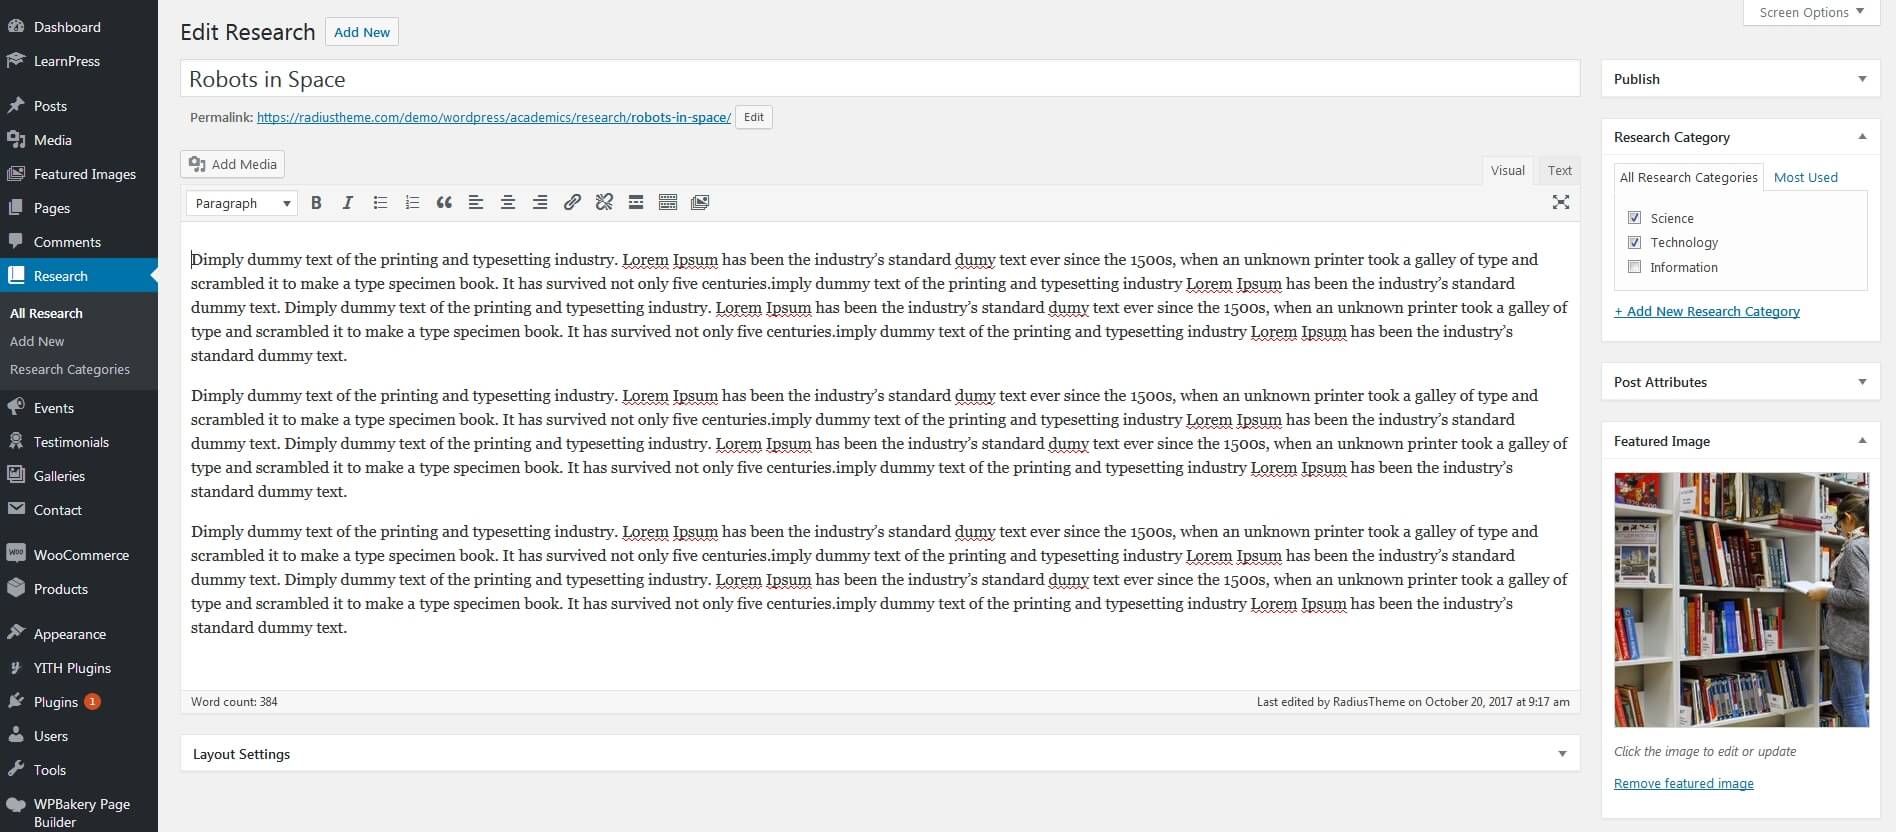 Dashboard
LearnPress
Posts
Media
Featured Images
Pages
Comments
Research
All Research
Add New
Research Categories
Events
Testimonials
Galleries
Contact
WooCommerce
Products
Appearance
YITH Plugins
Plugins 1
Users
Tools
WPBakery Page
Builder
Screen Options
Edit Research Add New
Robots in Space
Permalink: https://radiustheme.com/demo/wordpress/academics/research/robots-in-space/ Edit
Add Media
Visual Text
Paragraph
Dimply dummy text of the printing and typesetting industry. Lorem Ipsum has been the industry’s standard dumy text ever since the 1500s, when an unknown printer took a galley of type and
scrambled it to make a type specimen book. It has survived not only five centuries.imply dummy text of the printing and typesetting industry Lorem Ipsum has been the industry’s standard
dummy text. Dimply dummy text of the printing and typesetting industry. Lorem Ipsum has been the industry’s standard dumy text ever since the 1500s, when an unknown printer took a galley of
type and scrambled it to make a type specimen book. It has survived not only five centuries.imply dummy text of the printing and typesetting industry Lorem Ipsum has been the industry’s
standard dummy text.
Dimply dummy text of the printing and typesetting industry. Lorem Ipsum has been the industry’s standard dumy text ever since the 1500s, when an unknown printer took a galley of type and
scrambled it to make a type specimen book. It has survived not only five centuries.imply dummy text of the printing and typesetting industry Lorem Ipsum has been the industry’s standard
dummy text. Dimply dummy text of the printing and typesetting industry. Lorem Ipsum has been the industry’s standard dumy text ever since the 1500s, when an unknown printer took a galley of
type and scrambled it to make a type specimen book. It has survived not only five centuries.imply dummy text of the printing and typesetting industry Lorem Ipsum has been the industry’s
standard dummy text.
Dimply dummy text of the printing and typesetting industry. Lorem Ipsum has been the industry’s standard dumy text ever since the 1500s, when an unknown printer took a galley of type and
scrambled it to make a type specimen book. It has survived not only five centuries.imply dummy text of the printing and typesetting industry Lorem Ipsum has been the industry’s standard
dummy text. Dimply dummy text of the printing and typesetting industry. Lorem Ipsum has been the industry’s standard dumy text ever since the 1500s, when an unknown printer took a galley of
type and scrambled it to make a type specimen book. It has survived not only five centuries.imply dummy text of the printing and typesetting industry Lorem Ipsum has been the industry’s
standard dummy text.
Word count: 384
Last edited by RadiusTheme on October 20, 2017 at 9:17 am
Layout Settings
Publish
Research Category
All Research Categories Most Used
Science
Technology
Information
+ Add New Research Category
Post Attributes
Featured Image
Click the image to edit or update
Remove featured image